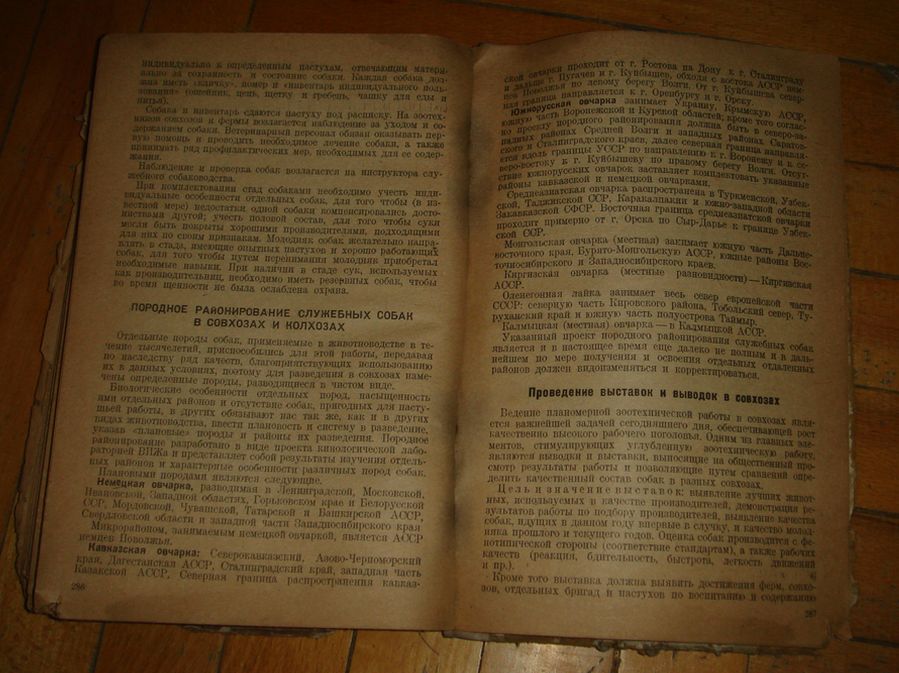 индивидуально к определенным пастухам, отвечающим матери-
ально за сохранность и состояние собаки. Каждая собака дол-
жна иметь «кличку», номер и «инвентарь индивидуального поль-
зования» (ошейник, цепь, щетку и гребень, чашку для еды и
питья).
Собака и инвентарь сдаются пастуху под расписку. На зоотех-
ников совхозов и фермы возлагается наблюдение за уходом и со-
держанием собаки. Ветеринарный персонал обязан оказывать пер-
вую помощь и проводить необходимое лечение собаки, а также
принимать ряд профилактических мер, необходимых для ее содер-
жания.
Наблюдение и проверка собак возлагается на инструктора слу-
жебного собаководства.
При комплектовании стад собаками необходимо учесть инди-
видуальные особенности отдельных собак, для того чтобы (в из-
вестной мере) недостатки одной собаки компенсировались досто-
инствами другой; учесть половой состав, для того чтобы суки
могли быть покрыты хорошими производителями, подходящими
для них по своим признакам. Молодняк собак желательно напра-
влять в стада, имеющие опытных пастухов и хорошо работающих
собак, для того чтобы путем перенимания молодняк приобретал
необходимые навыки. При наличии в стаде сук, используемых
как производительниц, необходимо иметь резервных собак, чтобы
во время щенности не была ослаблена охрана.
ПОРОДНОЕ РАЙОНИРОВАНИЕ СЛУЖЕБНЫХ СОБАК
В СОВХОЗАХ И КОЛХОЗАХ
Отдельные породы собак, применяемые в животноводстве в те-
чение тысячелетий, приспособились для этой работы, передавая
по наследству ряд качеств, благоприятствующих использованию
их в данных условиях, поэтому для разведения в совхозах наме-
чены определенные породы, разводящиеся в чистом виде.
Биологические особенности отдельных пород, насыщенность
ими отдельных районов и отсутствие собак, пригодных для пасту-
шьей работы, в других обязывают нас так же, как и в других
видах животноводства, ввести плановость и систему в разведение,
указав «плановые» породы и районы их разведения. Породное
районирование разработано в виде проекта кинологической лабо-
раторией ВИЖа и представляет собой результаты изучения отдель-
ных районов и характерные особенности различных пород собак.
Плановыми породами являются следующие.
Немецкая овчарка, разводимая в Ленинградской, Московской,
Ивановской, Западной областях, Горьковском крае и Белорусской
ССР, Мордовской, Чувашской, Татарской и Башкирской АССР,
Свердловской области и западной части Западносибирского края
Микрорайоном, занимаемым немецкой овчаркой, является АССР
немцев Поволжья.
Кавказская овчарка: Северокавказский, Азово-Черноморский
края, Дагестанская АССР, Сталинградский край, западная часть
Казакской АССР. Северная граница распространения кавказ-
286
ской овчарки проходит от г. Ростова на Дону к г. Сталинграду
и дальше г. Пугачев и г. Куйбышев, обходя с востока АССР нем-
цев Поволжья по левому берегу Волги. От г. Куйбышева север-
ная граница направляется к г. Оренбургу и г. Орску.
Южнорусская овчарка занимает Украину, Крымскую АССР,
южную часть Воронежской и Курской областей; кроме того соглас-
но проекту породного районирования должна быть в северо-за-
падных районах Средней Волги и западных районах Саратов-
ского и Сталинградского краев, далее северная граница направля-
ется вдоль границы УССР по направлению к г. Воронежу и к се-
веро-востоку к г. Куйбышеву по правому берегу Волги. Отсут-
ствие южнорусских овчарок заставляет комплектовать указанные
районы кавказской и немецкой овчарками.
Среднеазиатская овчарка распространена в Туркменской, Узбек-
ской, Таджикской ССР, Каракалпакии и южно-западной области
Закавказской СФСР. Восточная граница среднеазиатской овчарки
проходит примерно от г. Орска по Сыр-Дарье к границе Узбек-
ской ССР.
Монгольская овчарка (местная) занимает южную часть Дальне-
восточного края, Бурято-Монгольскую АССР, южные районы Вос-
точносибирского и Западносибирского краев.
Киргизская овчарка (местные разновидности) — Киргизская
АССР.
Оленегонная лайка занимает весь север европейской части
СССР: северную часть Кировского района, Тобольский север, Ту-
руханский край и южную часть полуострова Таймыр.
Калмыцкая (местная) овчарка — в Калмыцкой АССР.
Указанный проект породного районирования служебных собак
является и в настоящее время еще далеко не полным и в даль-
нейшем по мере получения и освоения отдельных отдаленных
районов должен видоизменяться и корректироваться.
Проведение выставок и выводок в совхозах
Ведение планомерной зоотехнической работы в совхозах явля-
ется важнейшей задачей сегодняшнего дня, обеспечивающей рост
качественно высокого рабочего поголовья. Одним из главных эле-
ментов, стимулирующих углубленную зоотехническую работу,
являются выводки и выставки, выносящие на общественный про-
смотр результаты работы и позволяющие путем сравнения опре-
делить качественный состав собак в разных совхозах.
Цель и значение выставок: выявление лучших живот-
ных, используемых в качестве производителей, демонстрация ре-
зультатов работы по подбору производителей, выявление качества
собак, идущих в данном году впервые в случку, и качество молод-
няка прошлого и текущего годов. Оценка собак производится с фе-
нотипической стороны (соответствие стандартам), а также рабочих
качеств (реакция, бдительность, быстрота, легкость движений
и пр.).
Кроме того выставка должна выявить достижения ферм, совхо-
зов, отдельных бригад и пастухов по воспитанию и содержанию
287